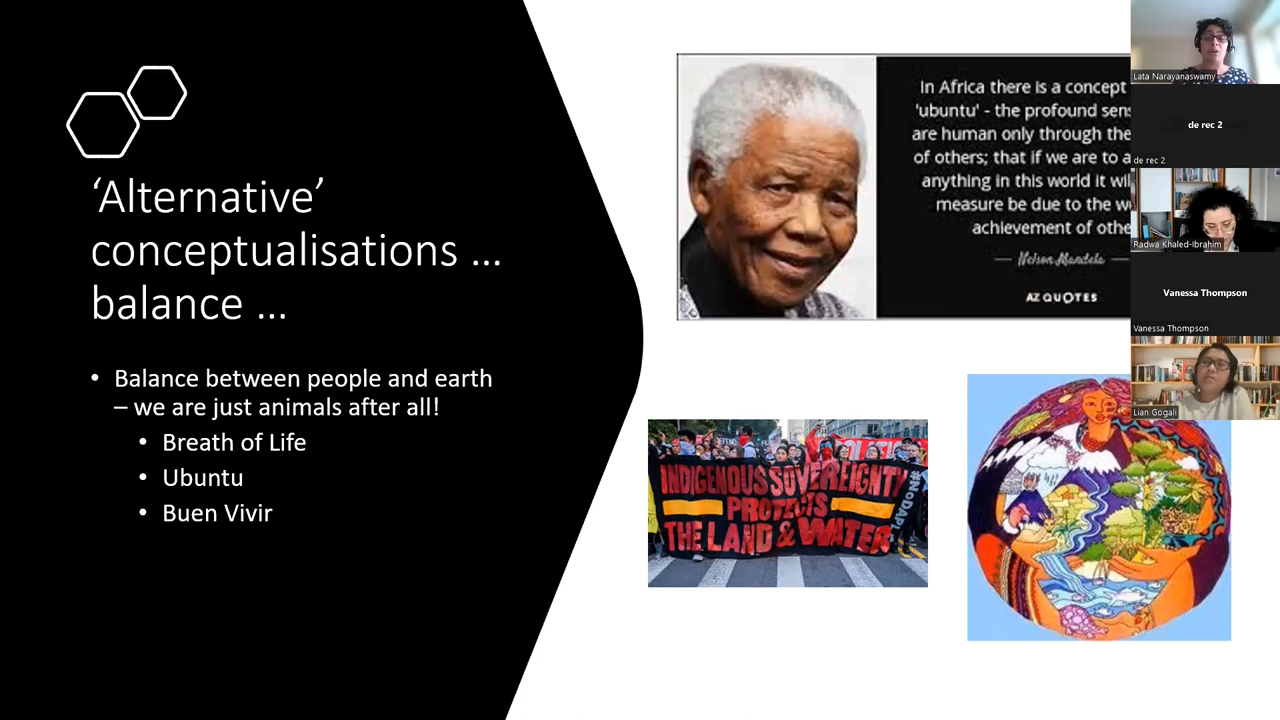 ‘Alternative’
conceptualisations ...
balance ...
• Balance between people and earth
– we are just animals after all!
• Breath of Life
• Ubuntu
• Buen Vivir
In Africa there is a concept
'ubuntu' - the profound
are human only through the
of others; that if we are to
anything in this world it
measure be due to the
achievement of
— Nelson Mandela —
AZ QUOTES
INDIGENOUS SOVEREIGNTY
PROTECTS
THE LAND & WATER
#NODAPL
DEFEND
Lata Narayanaswamy
de rec 2
de rec 2
Radwa Khaled-Ibrahim
Vanessa Thompson
Vanessa Thompson
Lian Gogali